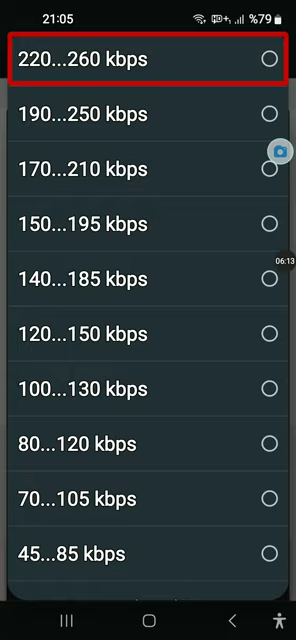 21:05
%79
220...260 kbps
190...250 kbps
170...210 kbps
150...195 kbps
06:13
140...185 kbps
120...150 kbps
100...130 kbps
80...120 kbps
70...105 kbps
45...85 kbps